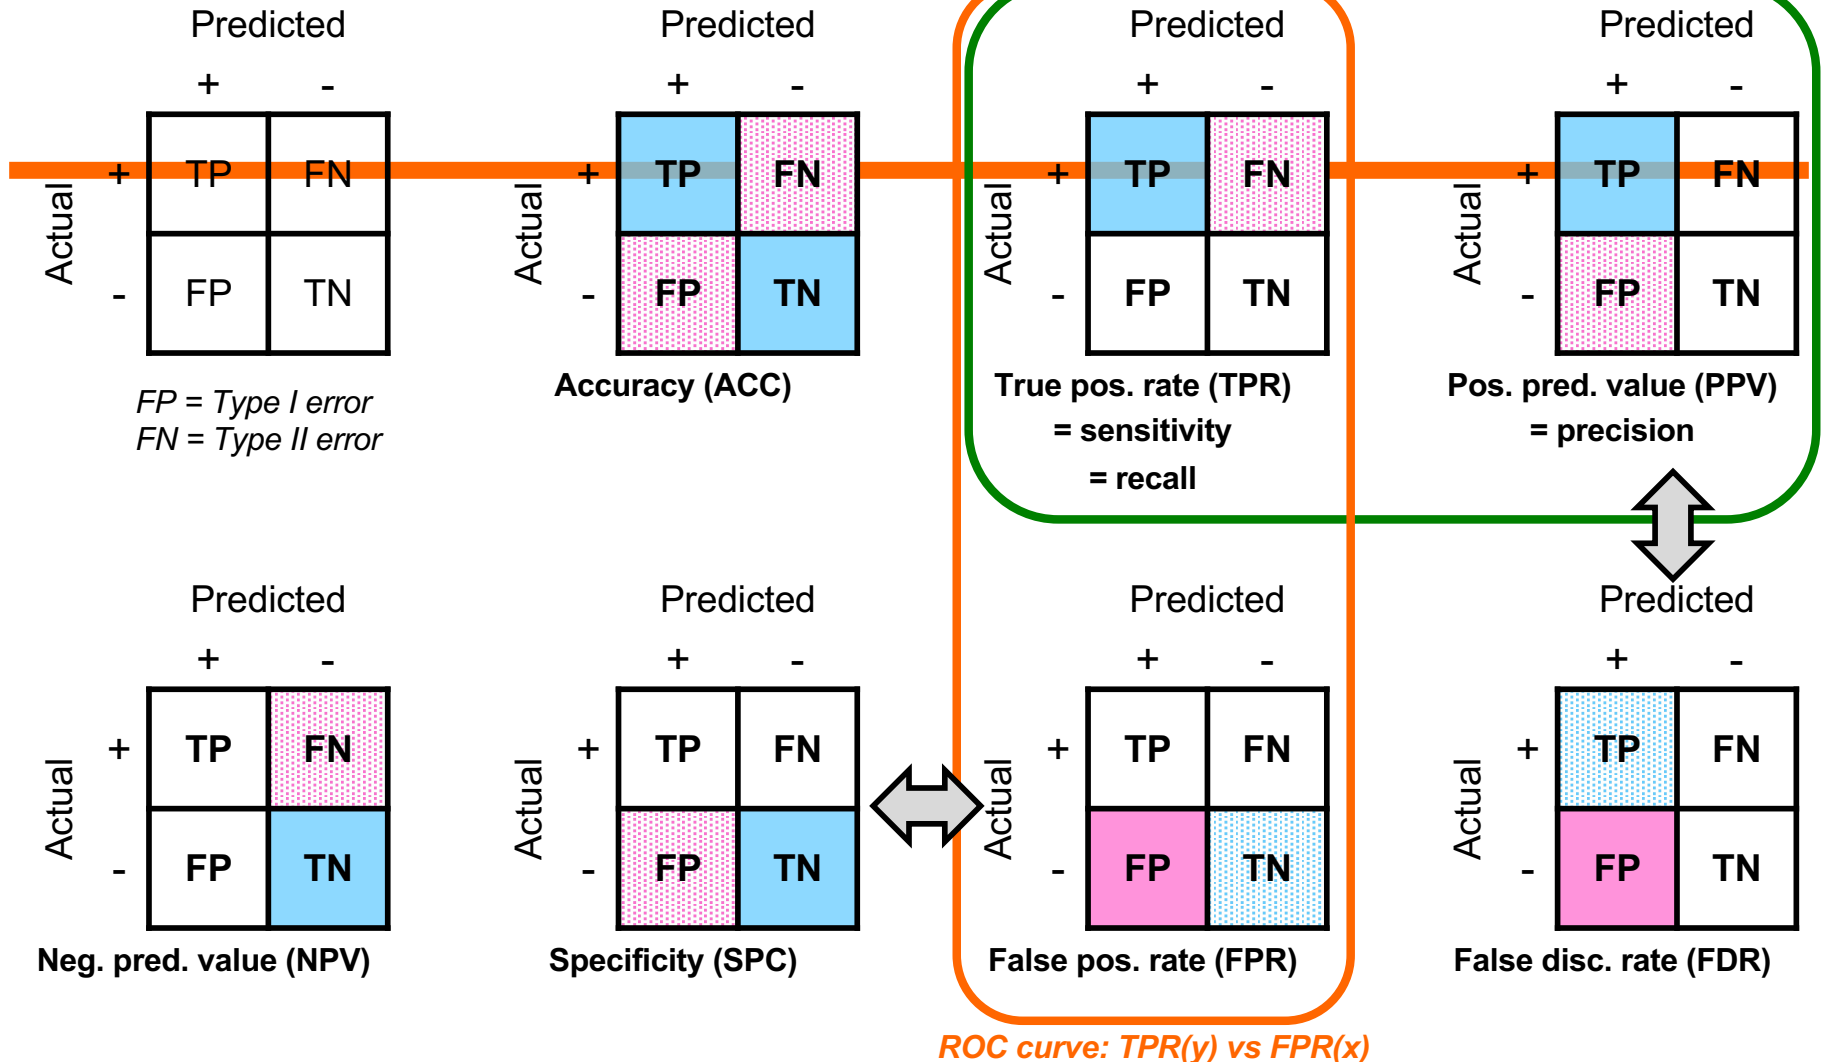 Predicted Predicted Predicted Predicted
+ - + - + - + -
Actual + TP FN Actual + TP FN Actual + TP FN Actual + TP FN
- FP TN - FP TN - FP TN - FP TN
FP = Type I error
FN = Type II error
Accuracy (ACC)
True pos. rate (TPR)
= sensitivity
= recall
Pos. pred. value (PPV)
= precision
Predicted Predicted Predicted Predicted
+ - + - + - + -
Actual + TP FN Actual + TP FN Actual + TP FN Actual + TP FN
- FP TN - FP TN - FP TN - FP TN
Neg. pred. value (NPV)
Specificity (SPC)
False pos. rate (FPR)
False disc. rate (FDR)
ROC curve: TPR(y) vs FPR(x)